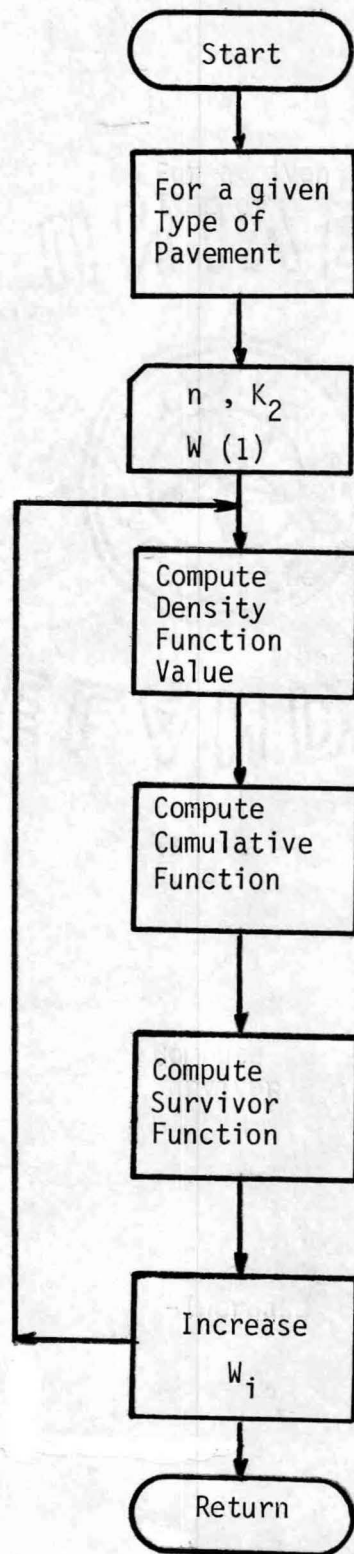 Start
For a given
Type of
Pavement
n , K₂
W (1)
Compute
Density
Function
Value
Compute
Cumulative
Function
Compute
Survivor
Function
Increase
Wᵢ
Return